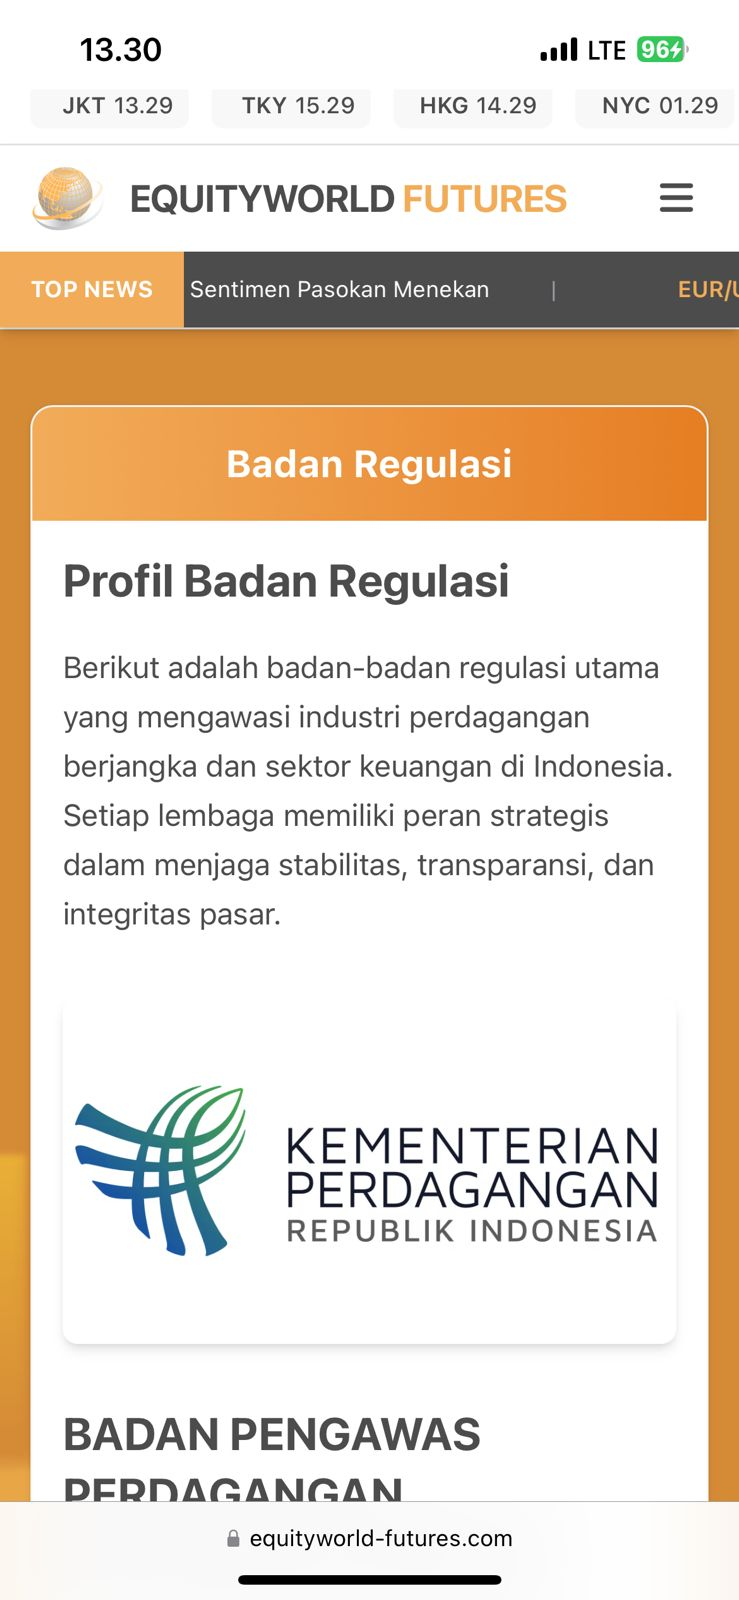 13.30
LTE 96
JKT 13.29
TKY 15.29
HKG 14.29
NYC 01.29
EQUITYWORLD FUTURES
TOP NEWS
Sentimen Pasokan Menekan | EUR/U
Badan Regulasi
Profil Badan Regulasi
Berikut adalah badan-badan regulasi utama
yang mengawasi industri perdagangan
berjangka dan sektor keuangan di Indonesia.
Setiap lembaga memiliki peran strategis
dalam menjaga stabilitas, transparansi, dan
integritas pasar.
KEMENTERIAN
PERDAGANGAN
REPUBLIK INDONESIA
BADAN PENGAWAS
PERDAGANGAN
equityworld-futures.com